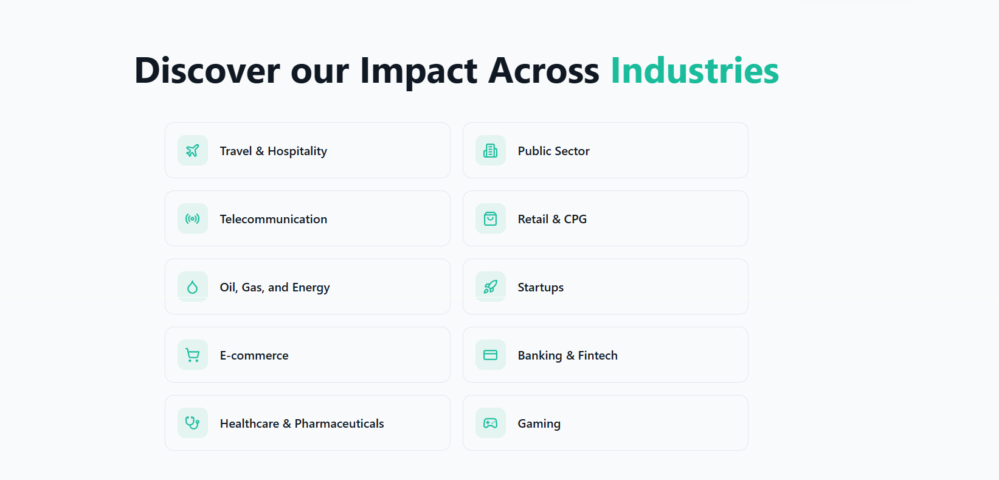 Discover our Impact Across Industries
Travel & Hospitality
Public Sector
Telecommunication
Retail & CPG
Oil, Gas, and Energy
Startups
E-commerce
Banking & Fintech
Healthcare & Pharmaceuticals
Gaming